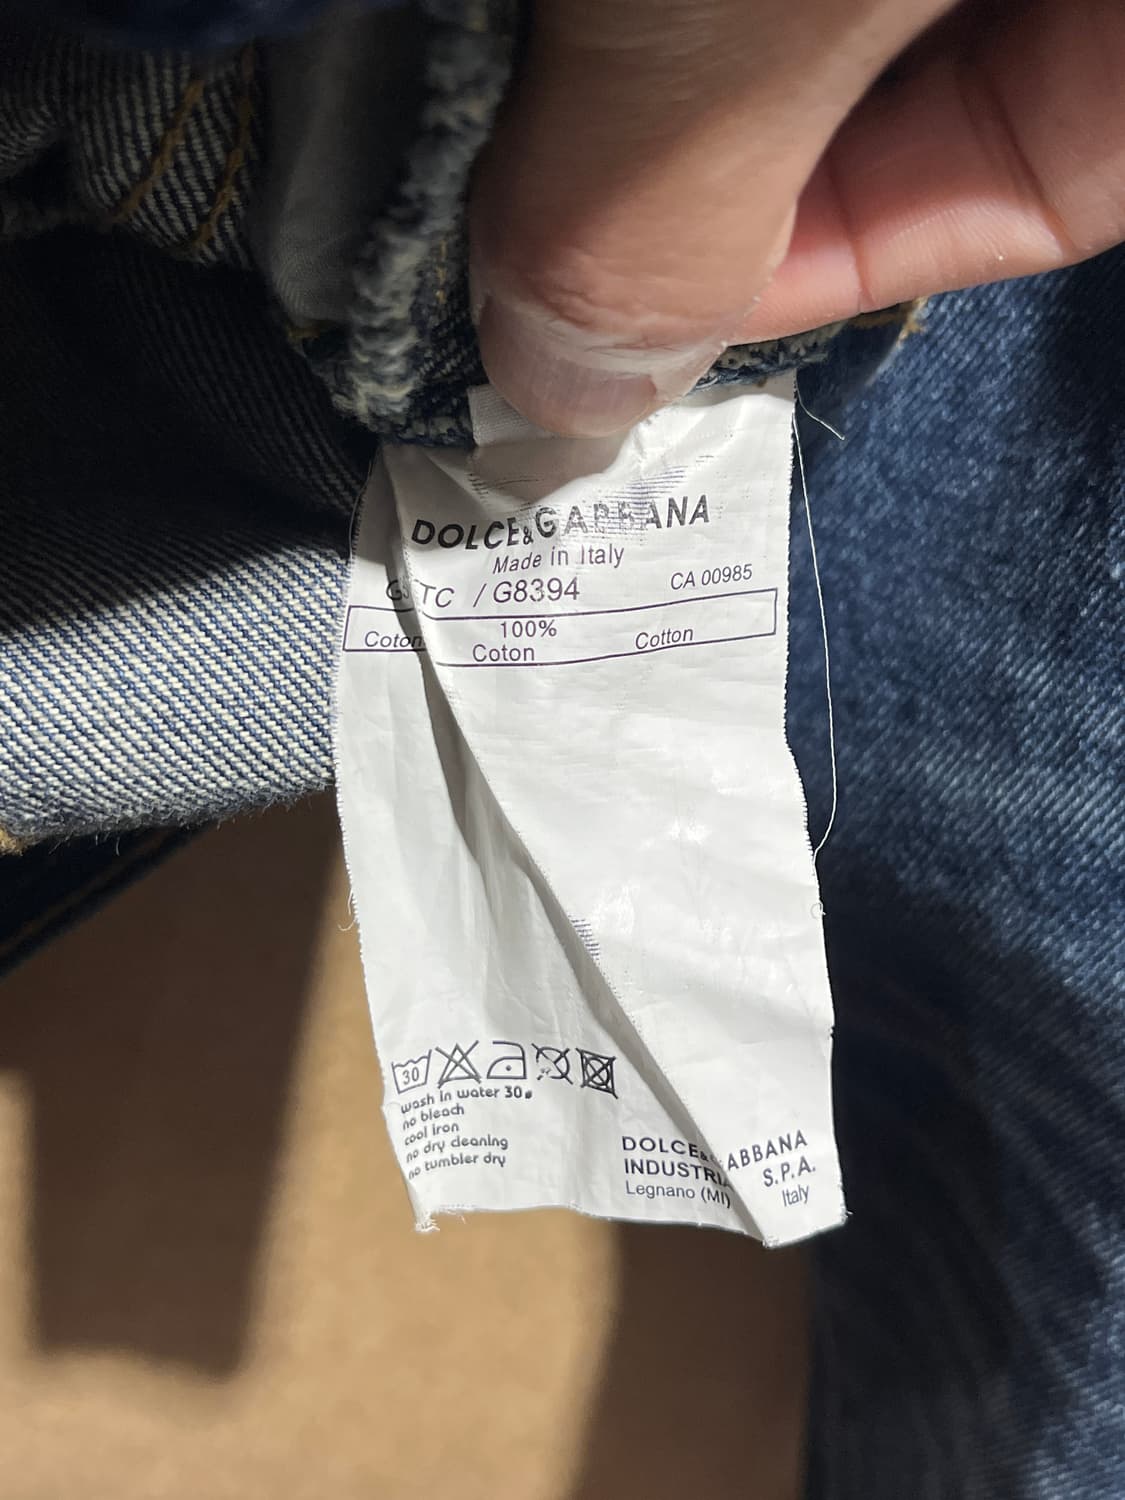 DOLCE&GABBANA
Made in Italy
TC / G8394 CA 00985
100%
Coton Coton Cotton
30
wash in water 30°
no bleach
cool iron
no dry cleaning
no tumbler dry
DOLCE&GABBANA
INDUSTRIA S.P.A.
Legnano (MI) Italy